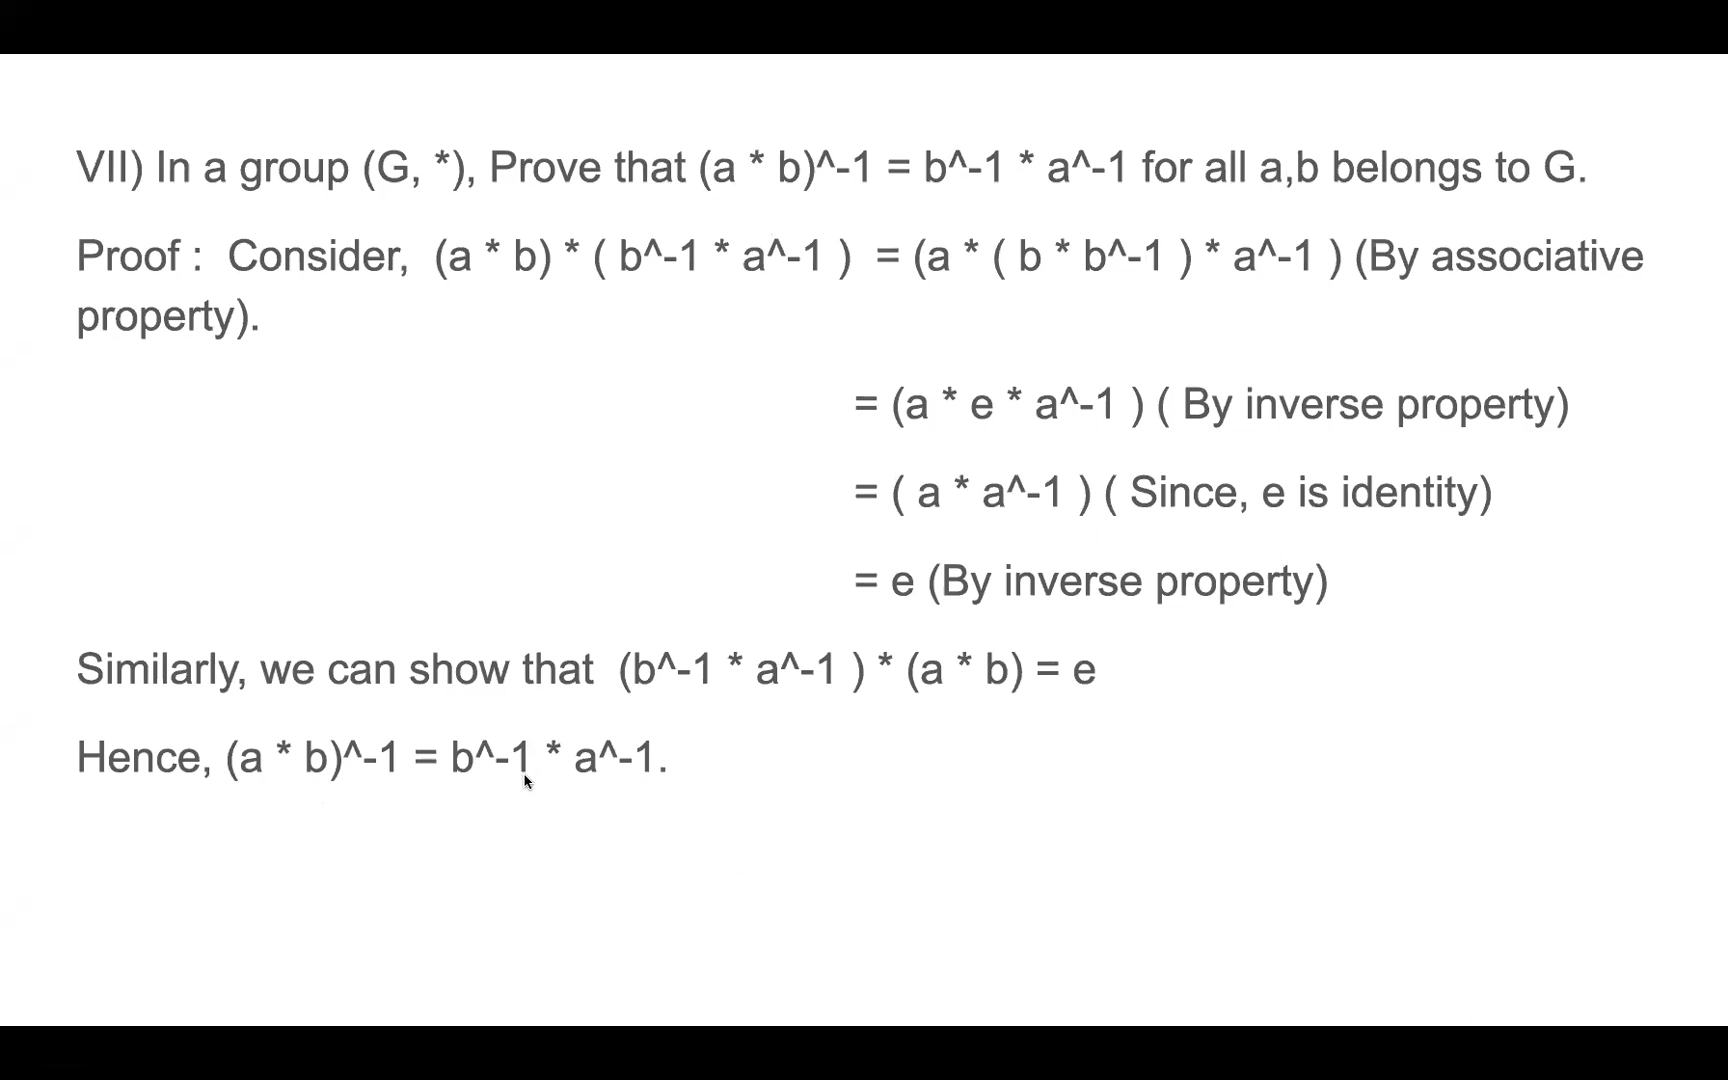 VII) In a group (G, *), Prove that (a * b)^-1 = b^-1 * a^-1 for all a,b belongs to G.
Proof :  Consider,  (a * b) * ( b^-1 * a^-1 )  = (a * ( b * b^-1 ) * a^-1 ) (By associative
property).
= (a * e * a^-1 ) ( By inverse property)
= ( a * a^-1 ) ( Since, e is identity)
= e (By inverse property)
Similarly, we can show that  (b^-1 * a^-1 ) * (a * b) = e
Hence, (a * b)^-1 = b^-1 * a^-1.